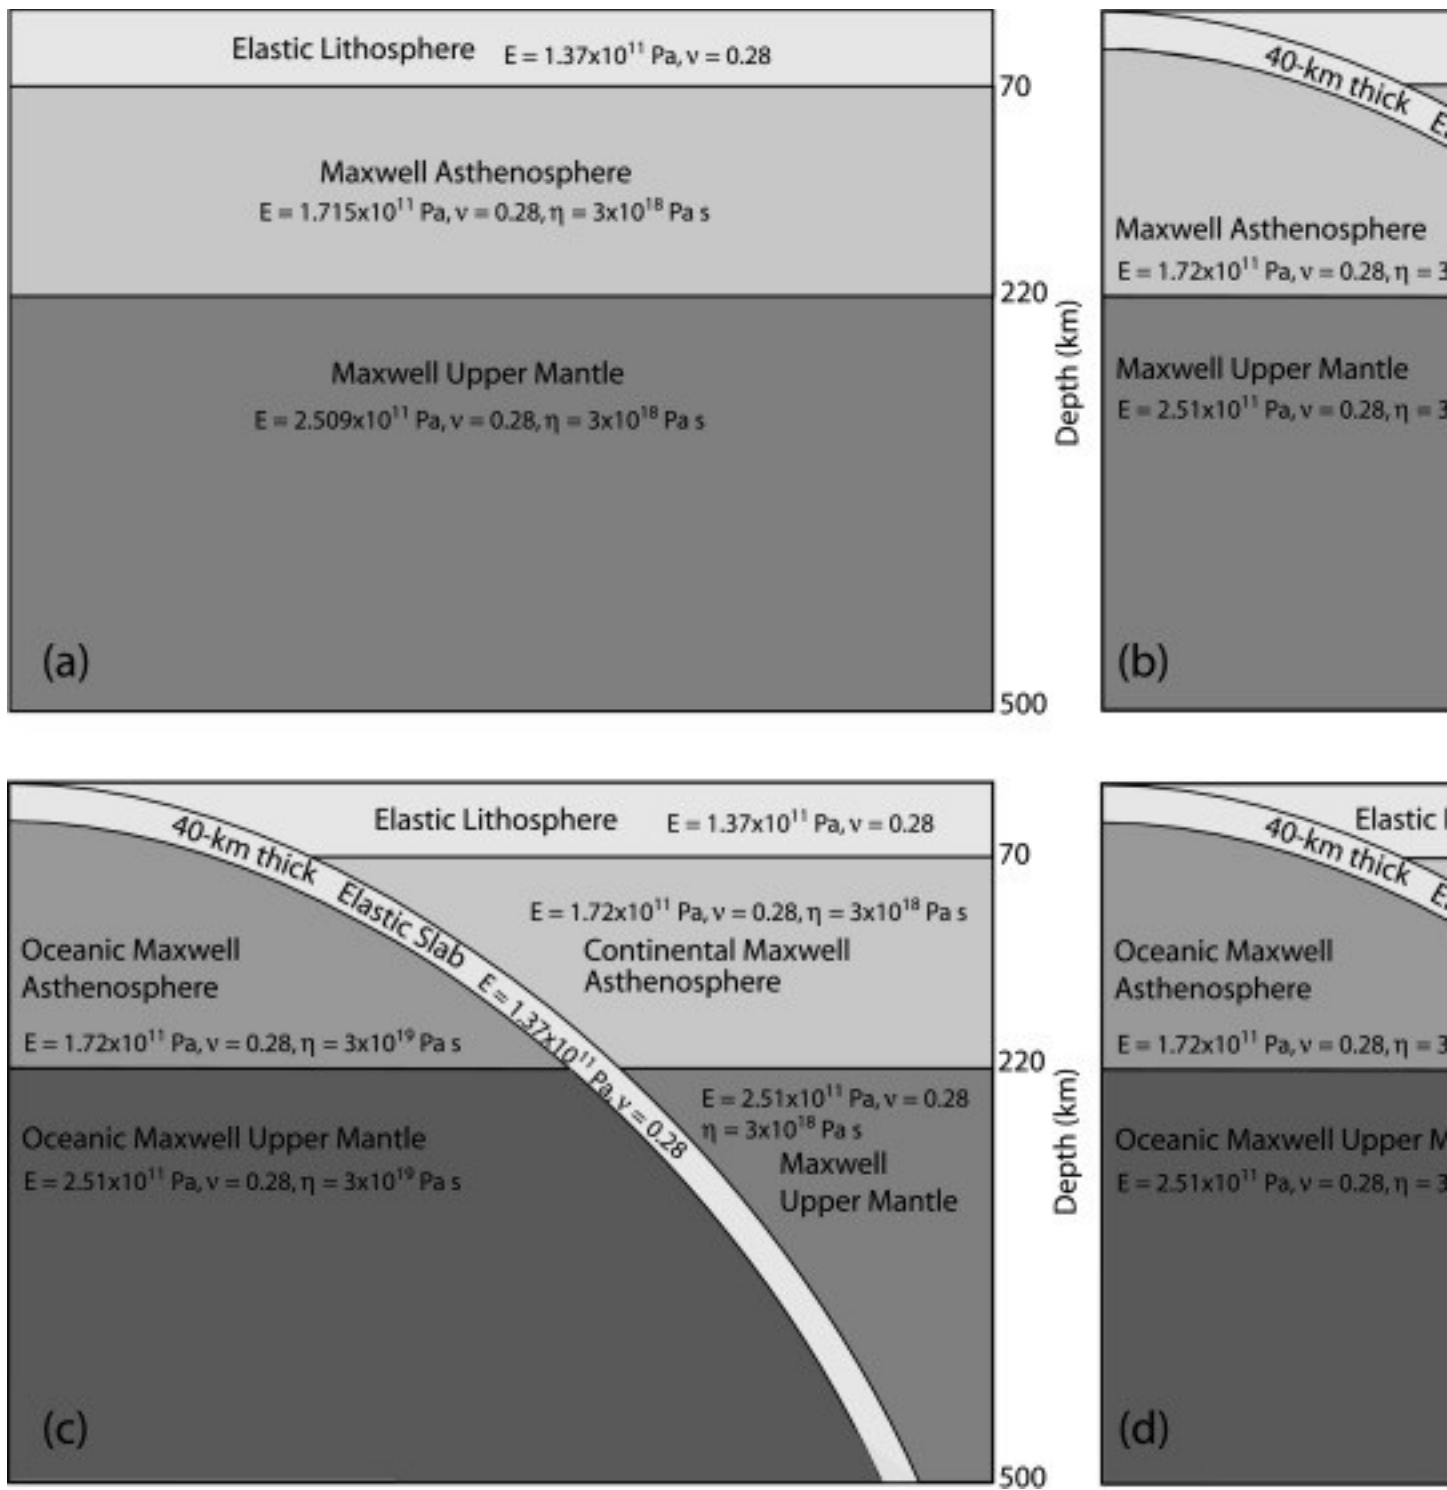 Elastic Lithosphere E = 1.37x10¹¹ Pa, ν = 0.28
70
Maxwell Asthenosphere
E = 1.715x10¹¹ Pa, ν = 0.28, η = 3x10¹⁸ Pa s
220
Maxwell Upper Mantle
E = 2.509x10¹¹ Pa, ν = 0.28, η = 3x10¹⁸ Pa s
(a)
500
Depth (km)
40-km thick
Maxwell Asthenosphere
E = 1.72x10¹¹ Pa, ν = 0.28, η = 3
Maxwell Upper Mantle
E = 2.51x10¹¹ Pa, ν = 0.28, η = 3
(b)
Elastic Lithosphere E = 1.37x10¹¹ Pa, ν = 0.28
70
40-km thick Elastic Slab E = 1.37x10¹¹ Pa, ν = 0.28
E = 1.72x10¹¹ Pa, ν = 0.28, η = 3x10¹⁸ Pa s
Continental Maxwell
Asthenosphere
Oceanic Maxwell
Asthenosphere
E = 1.72x10¹¹ Pa, ν = 0.28, η = 3x10¹⁹ Pa s
220
Oceanic Maxwell Upper Mantle
E = 2.51x10¹¹ Pa, ν = 0.28, η = 3x10¹⁹ Pa s
E = 2.51x10¹¹ Pa, ν = 0.28
η = 3x10¹⁸ Pa s
Maxwell
Upper Mantle
(c)
500
Depth (km)
Elastic
40-km thick
Oceanic Maxwell
Asthenosphere
E = 1.72x10¹¹ Pa, ν = 0.28, η = 3
Oceanic Maxwell Upper M
E = 2.51x10¹¹ Pa, ν = 0.28, η = 3
(d)